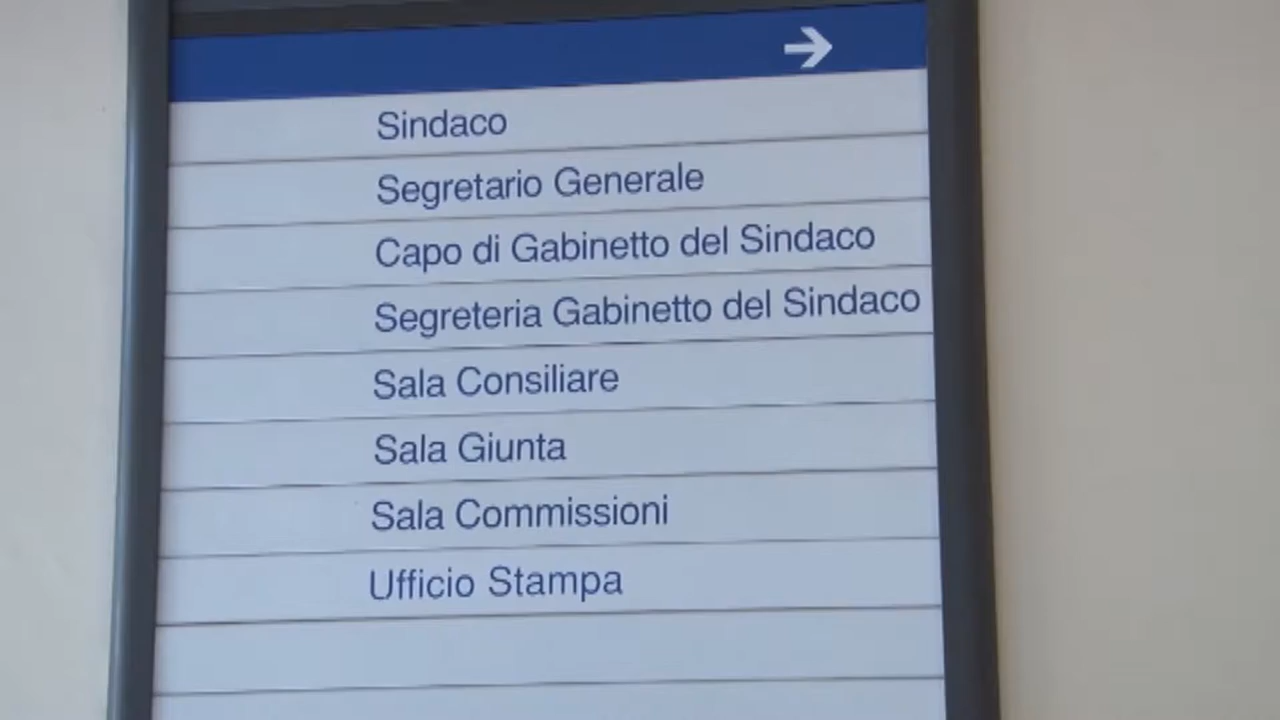 Sindaco
Segretario Generale
Capo di Gabinetto del Sindaco
Segreteria Gabinetto del Sindaco
Sala Consiliare
Sala Giunta
Sala Commissioni
Ufficio Stampa